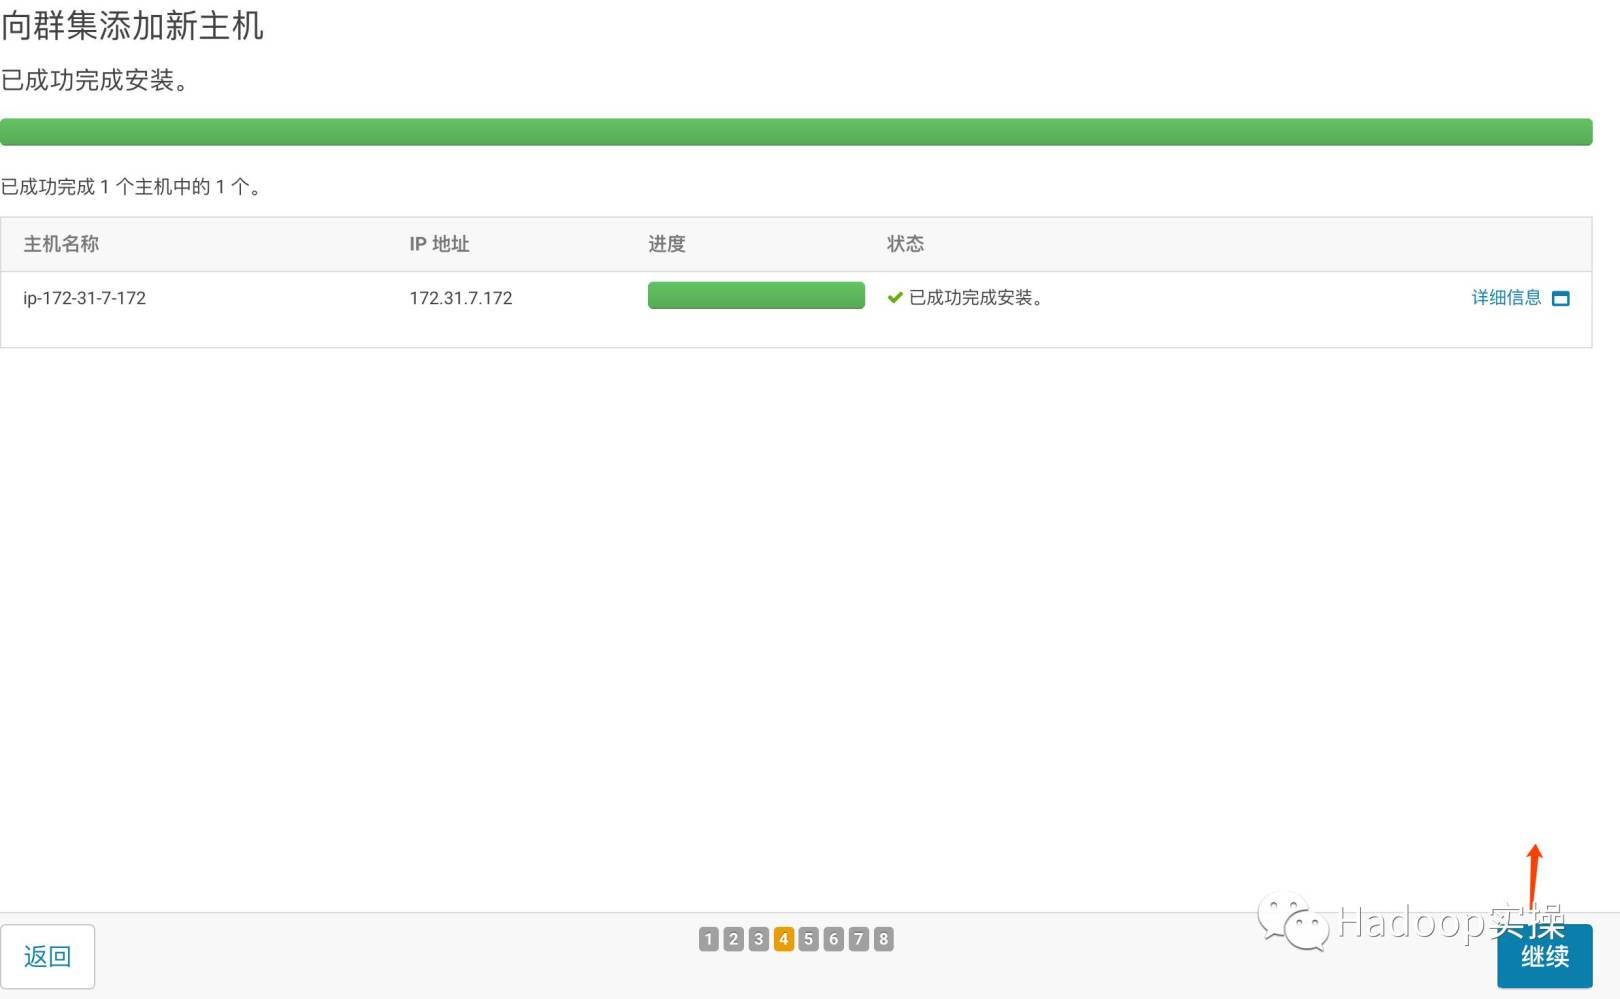 向群集添加新主机
已成功完成安装。
已成功完成 1 个主机中的 1 个。
主机名称 IP 地址 进度 状态
ip-172-31-7-172 172.31.7.172 已成功完成安装。 详细信息
返回 1 2 3 4 5 6 7 8 继续
Hadoop实操